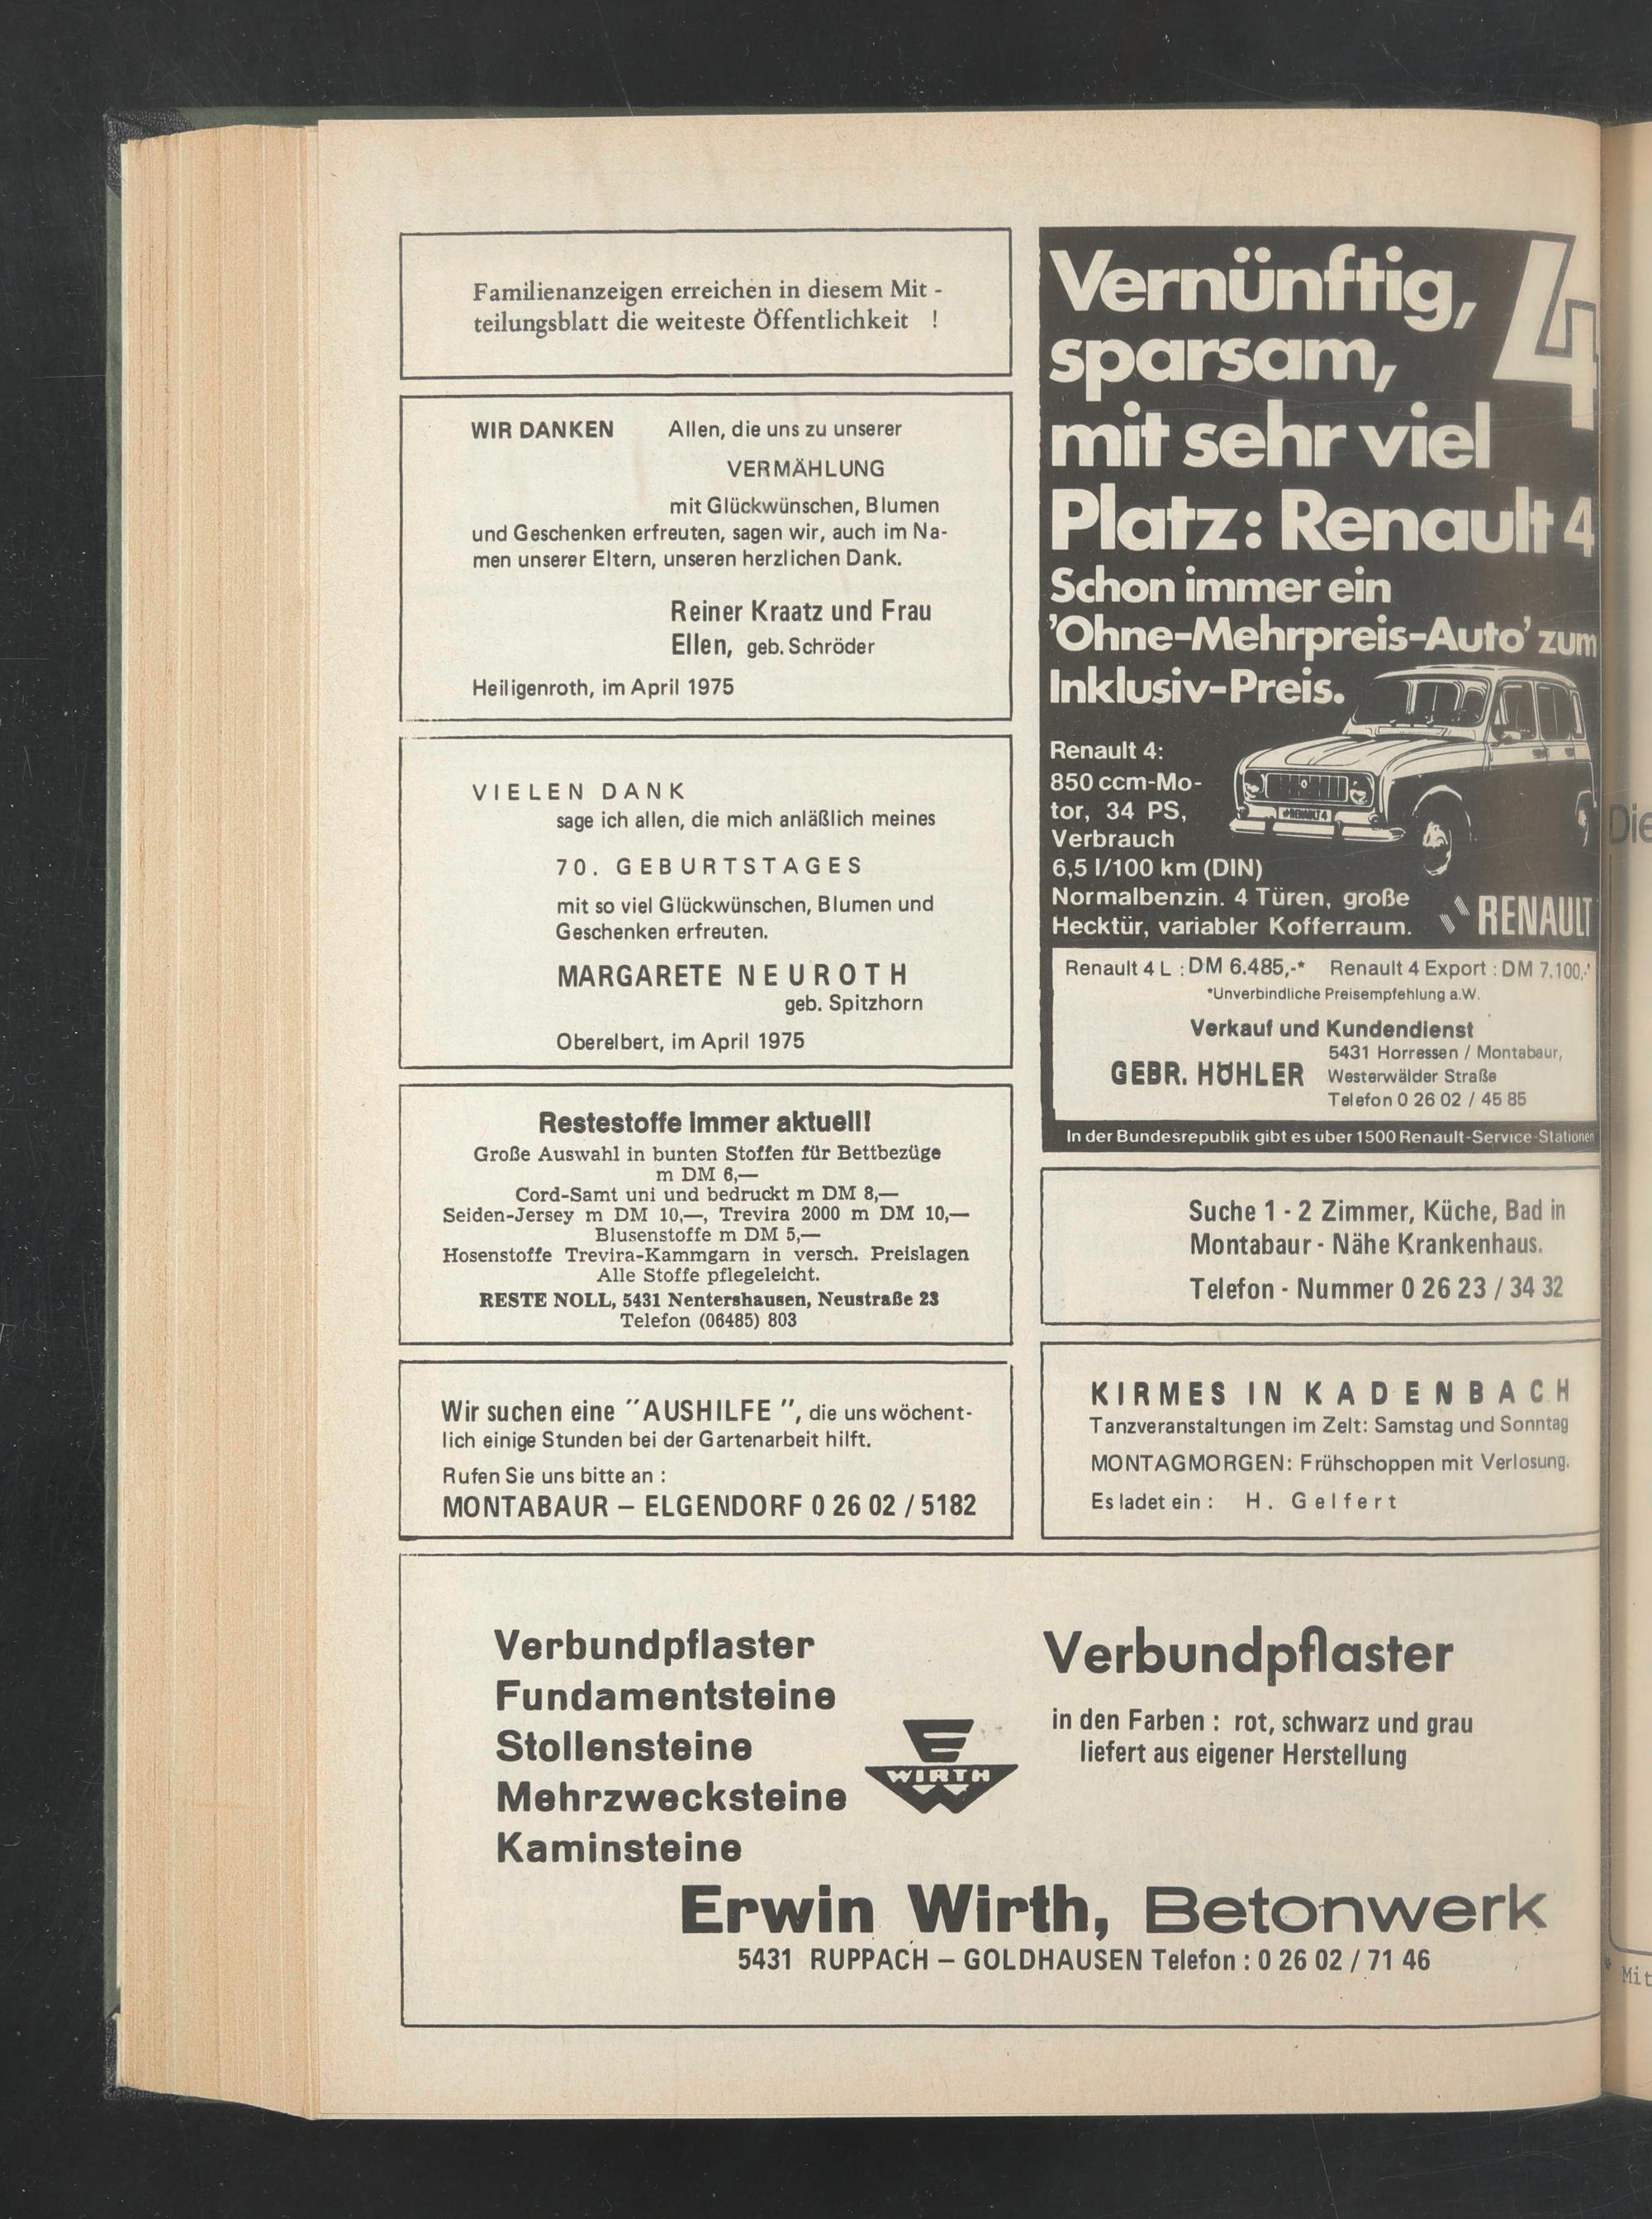 Familienanzeigen erreichen in diesem Mit -
teilungsblatt die weiteste Öffentlichkeit !
WIR DANKEN Allen, die uns zu unserer
VERMÄHLUNG
mit Glückwünschen, Blumen
und Geschenken erfreuten, sagen wir, auch im Na-
men unserer Eltern, unseren herzlichen Dank.
Reiner Kraatz und Frau
Ellen, geb. Schröder
Heiligenroth, im April 1975
VIELEN DANK
sage ich allen, die mich anläßlich meines
70. GEBURTSTAGES
mit so viel Glückwünschen, Blumen und
Geschenken erfreuten.
MARGARETE NEUROTH
geb. Spitzhorn
Oberelbert, im April 1975
Restestoffe immer aktuell!
Große Auswahl in bunten Stoffen für Bettbezüge
m DM 6,—
Cord-Samt uni und bedruckt m DM 8,—
Seiden-Jersey m DM 10,—, Trevira 2000 m DM 10,—
Blusenstoffe m DM 5,—
Hosenstoffe Trevira-Kammgarn in versch. Preislagen
Alle Stoffe pflegeleicht.
RESTE NOLL, 5431 Nentershausen, Neustraße 23
Telefon (06485) 803
Wir suchen eine "AUSHILFE ", die uns wöchent-
lich einige Stunden bei der Gartenarbeit hilft.
Rufen Sie uns bitte an :
MONTABAUR – ELGENDORF 0 26 02 / 5182
4
Vernünftig,
sparsam,
mit sehr viel
Platz: Renault 4
Schon immer ein
'Ohne-Mehrpreis-Auto' zum
Inklusiv-Preis.
Renault 4:
850 ccm-Mo-
tor, 34 PS,
Verbrauch
6,5 l/100 km (DIN)
Normalbenzin. 4 Türen, große
Hecktür, variabler Kofferraum.
RENAULT 4
RENAULT
Renault 4 L : DM 6.485,-* Renault 4 Export : DM 7.100,-*
*Unverbindliche Preisempfehlung a.W.
Verkauf und Kundendienst
GEBR. HÖHLER
5431 Horressen / Montabaur,
Westerwälder Straße
Telefon 0 26 02 / 45 85
In der Bundesrepublik gibt es über 1500 Renault-Service-Stationen
Suche 1 - 2 Zimmer, Küche, Bad in
Montabaur - Nähe Krankenhaus.
Telefon - Nummer 0 26 23 / 34 32
KIRMES IN KADENBACH
Tanzveranstaltungen im Zelt: Samstag und Sonntag
MONTAGMORGEN: Frühschoppen mit Verlosung.
Es ladet ein : H. Gelfert
Verbundpflaster
Fundamentsteine
Stollensteine
Mehrzwecksteine
Kaminsteine
E
WIRTH
W
Verbundpflaster
in den Farben : rot, schwarz und grau
liefert aus eigener Herstellung
Erwin Wirth, Betonwerk
5431 RUPPACH – GOLDHAUSEN Telefon : 0 26 02 / 71 46
Die
* Mit